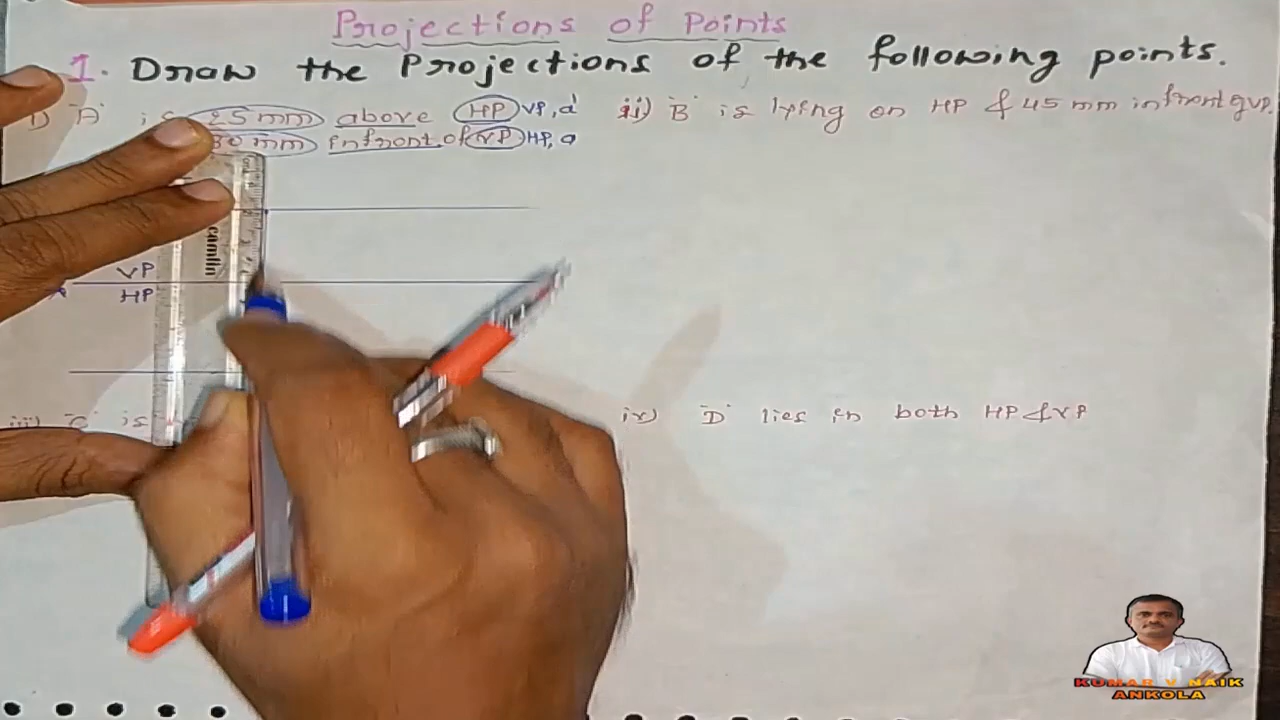 Projections of Points
1. Draw the Projections of the following points.
i) "A" is 25 mm above HP VP, a'
30 mm infront of VP HP, a
ii) "B" is lying on HP & 45 mm infront of VP.
camlin
VP
HP
iii) "C" is
iv) "D" lies in both HP & VP
KUMAR V NAIK
ANKOLA